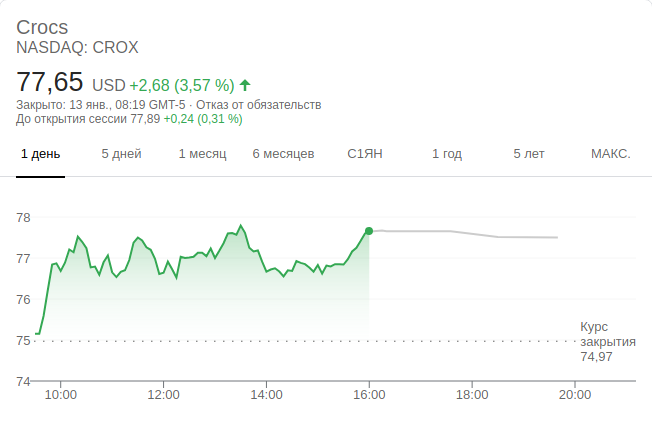 Crocs
NASDAQ: CROX
77,65 USD +2,68 (3,57 %)
Закрыто: 13 янв., 08:19 GMT-5 · Отказ от обязательств
До открытия сессии 77,89 +0,24 (0,31 %)
1 день 5 дней 1 месяц 6 месяцев С1ЯН 1 год 5 лет МАКС.
78
77
76
75
74
Курс
закрытия
74,97
10:00 12:00 14:00 16:00 18:00 20:00